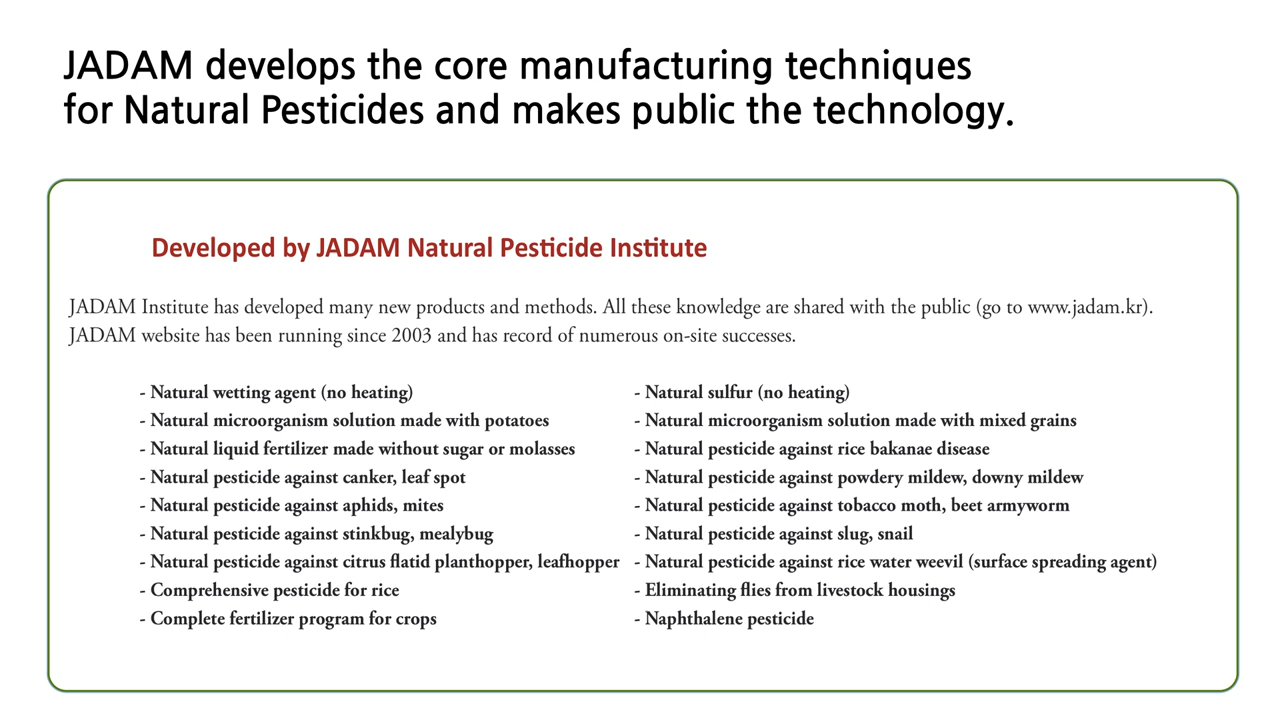 JADAM develops the core manufacturing techniques
for Natural Pesticides and makes public the technology.
Developed by JADAM Natural Pesticide Institute
JADAM Institute has developed many new products and methods. All these knowledge are shared with the public (go to www.jadam.kr).
JADAM website has been running since 2003 and has record of numerous on-site successes.
- Natural wetting agent (no heating)
- Natural microorganism solution made with potatoes
- Natural liquid fertilizer made without sugar or molasses
- Natural pesticide against canker, leaf spot
- Natural pesticide against aphids, mites
- Natural pesticide against stinkbug, mealybug
- Natural pesticide against citrus flatid planthopper, leafhopper
- Comprehensive pesticide for rice
- Complete fertilizer program for crops
- Natural sulfur (no heating)
- Natural microorganism solution made with mixed grains
- Natural pesticide against rice bakanae disease
- Natural pesticide against powdery mildew, downy mildew
- Natural pesticide against tobacco moth, beet armyworm
- Natural pesticide against slug, snail
- Natural pesticide against rice water weevil (surface spreading agent)
- Eliminating flies from livestock housings
- Naphthalene pesticide